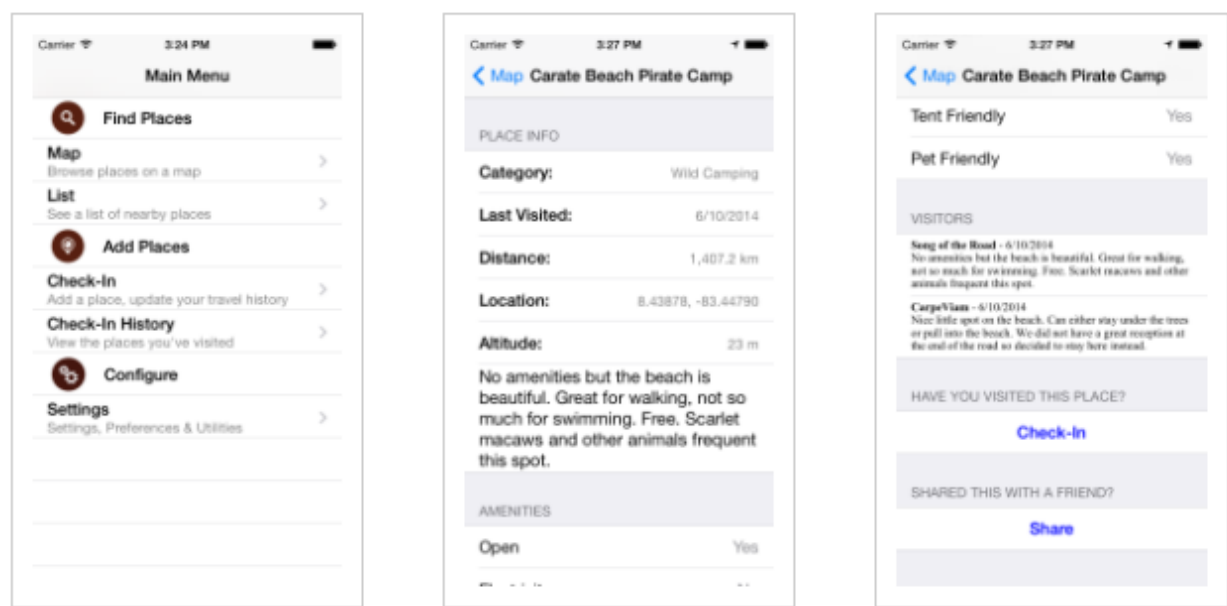 Carrier 3:24 PM
Main Menu
Find Places
Map
Browse places on a map
List
See a list of nearby places
Add Places
Check-In
Add a place, update your travel history
Check-In History
View the places you've visited
Configure
Settings
Settings, Preferences & Utilities
Carrier 3:27 PM
Map Carate Beach Pirate Camp
PLACE INFO
Category: Wild Camping
Last Visited: 6/10/2014
Distance: 1,407.2 km
Location: 8.43878, -83.44790
Altitude: 23 m
No amenities but the beach is
beautiful. Great for walking, not so
much for swimming. Free. Scarlet
macaws and other animals frequent
this spot.
AMENITIES
Open Yes
Carrier 3:27 PM
Map Carate Beach Pirate Camp
Tent Friendly Yes
Pet Friendly Yes
VISITORS
Song of the Road - 6/10/2014
No amenities but the beach is beautiful. Great for walking,
not so much for swimming. Free. Scarlet macaws and other
animals frequent this spot.
CarpeViam - 6/10/2014
Nice little spot on the beach. Can either stay under the trees
or pull into the beach. We did not have a great reception at
the end of the road so decided to stay here instead.
HAVE YOU VISITED THIS PLACE?
Check-In
SHARED THIS WITH A FRIEND?
Share